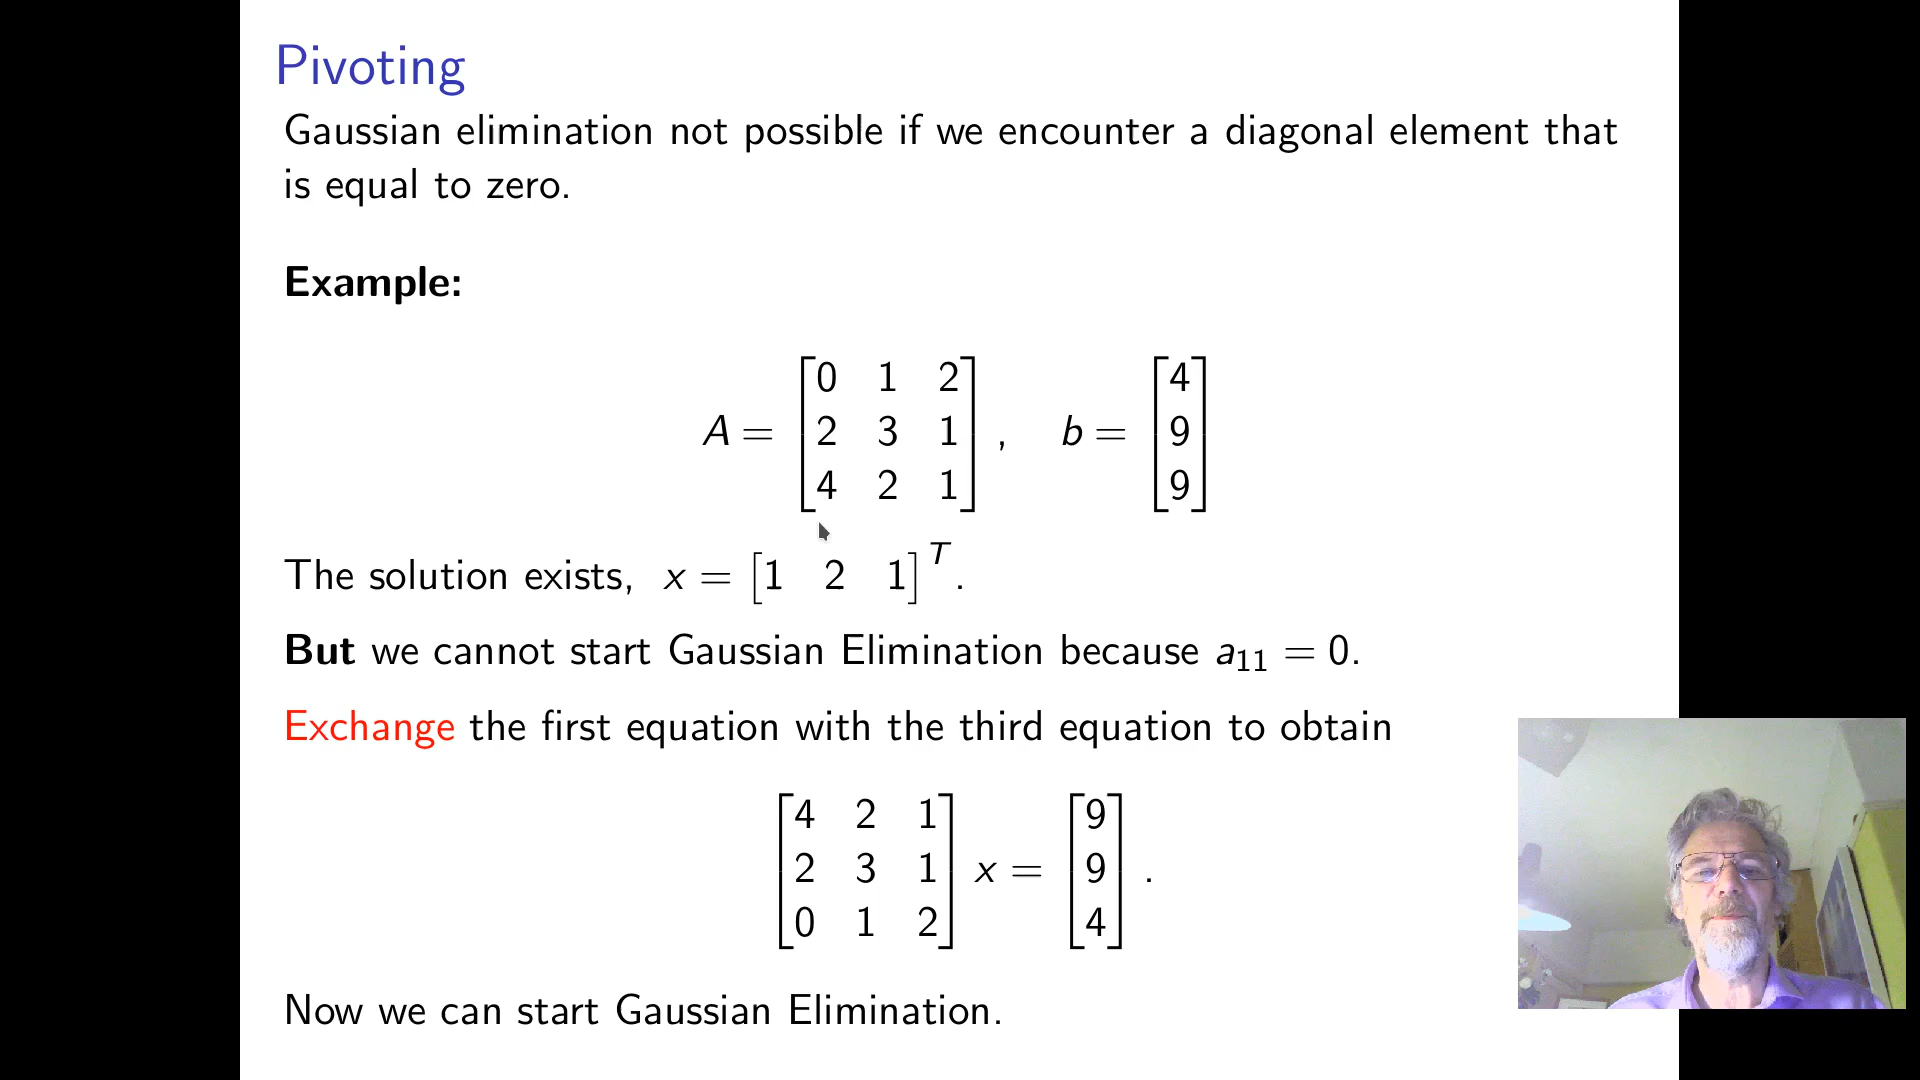 Pivoting
Gaussian elimination not possible if we encounter a diagonal element that
is equal to zero.
Example:
A = [0 1 2
2 3 1
4 2 1], b = [4
9
9]
The solution exists, x = [1 2 1]^T.
But we cannot start Gaussian Elimination because a₁₁ = 0.
Exchange the first equation with the third equation to obtain
[4 2 1
2 3 1
0 1 2] x = [9
9
4].
Now we can start Gaussian Elimination.